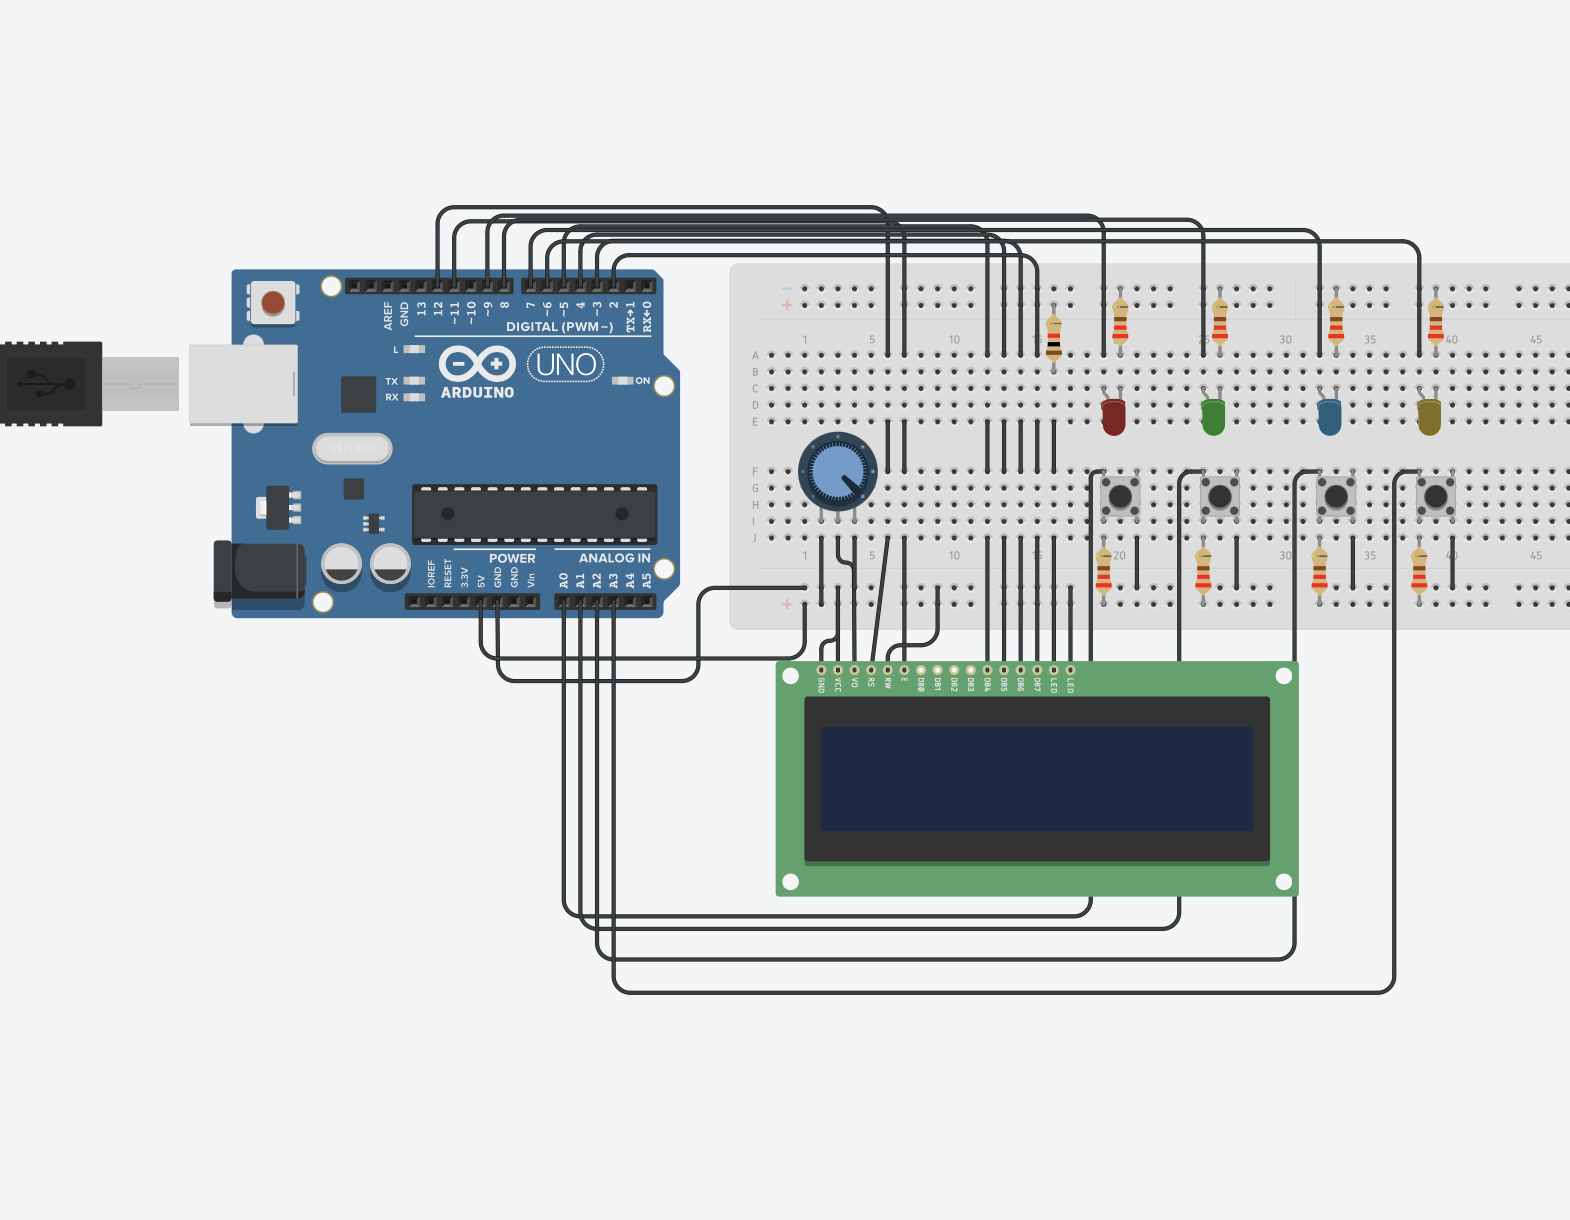 AREF
GND
13
12
~11
~10
~9
8
7
~6
~5
4
~3
2
TX→1
RX←0
DIGITAL (PWM~)
L
TX
RX
ARDUINO
UNO
ON
IOREF
RESET
3.3V
5V
GND
GND
Vin
POWER
ANALOG IN
A0
A1
A2
A3
A4
A5
1
5
10
15
25
30
35
40
45
A
B
C
D
E
F
G
H
I
J
1
5
10
15
20
30
35
40
45
GND
VCC
V0
RS
RW
E
DB0
DB1
DB2
DB3
DB4
DB5
DB6
DB7
LED
LED